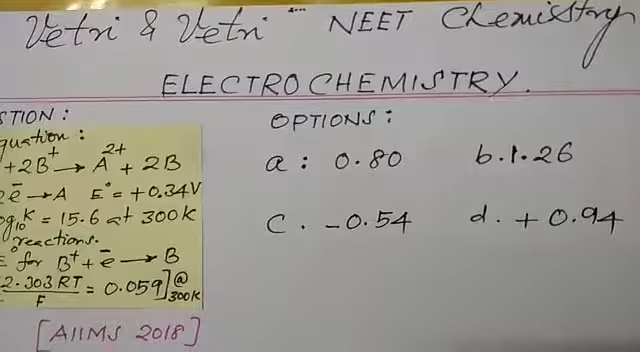 Vetri & Vetri NEET Chemistry
ELECTROCHEMISTRY.
STION :
quation :
+2B⁺ → A²⁺ + 2B
2e̅ → A E° = +0.34V
og₁₀K = 15.6 at 300K
reactions.
E° for B⁺ + e̅ → B
2.303 RT/F = 0.059]@300K
[AIIMS 2018]
OPTIONS :
a : 0.80 b. 1.26
C . -0.54 d. +0.94